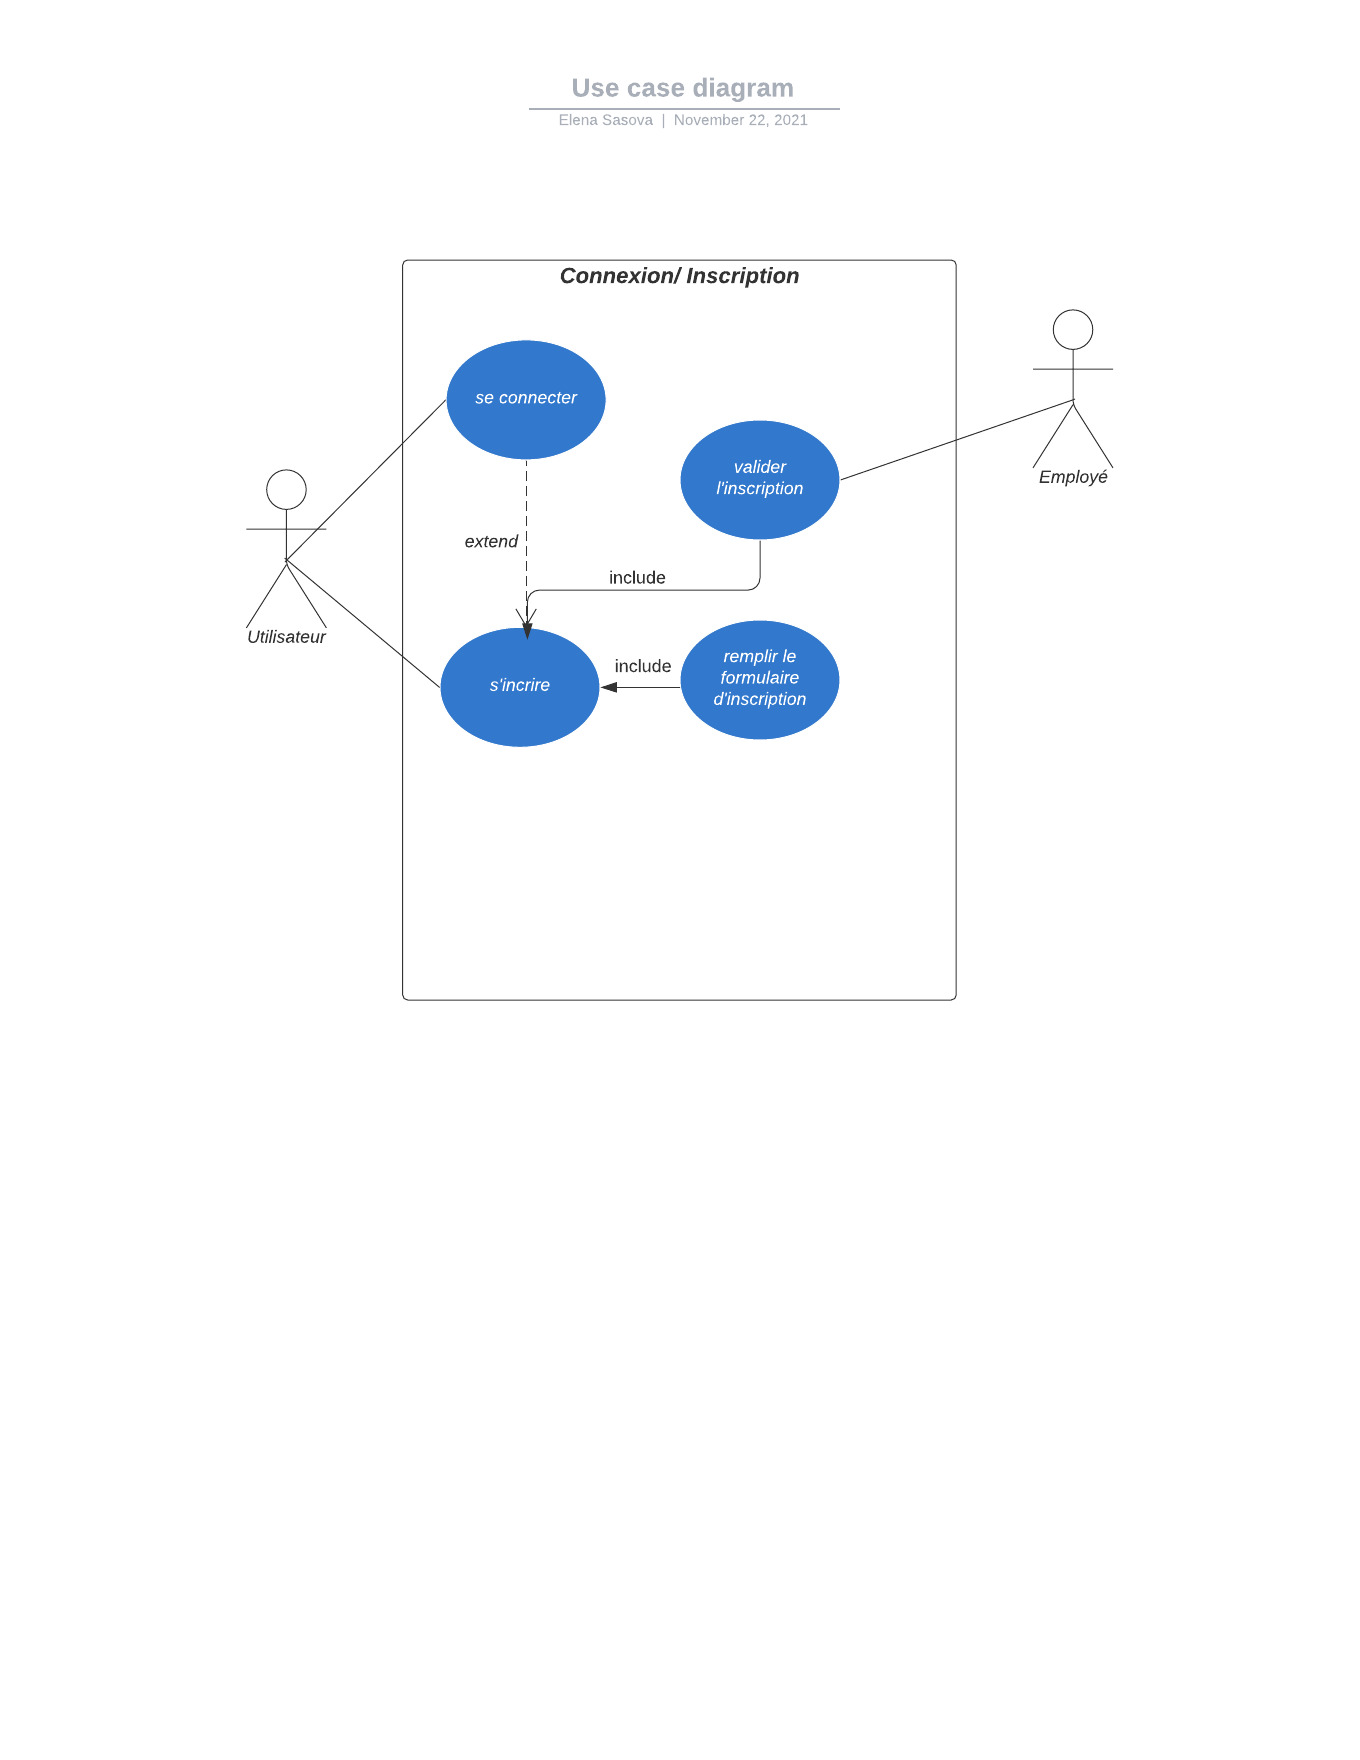 Use case diagram
Elena Sasova | November 22, 2021
Connexion/ Inscription
se connecter
valider
l'inscription
Employé
extend
include
Utilisateur
include
s'incrire
remplir le
formulaire
d'inscription